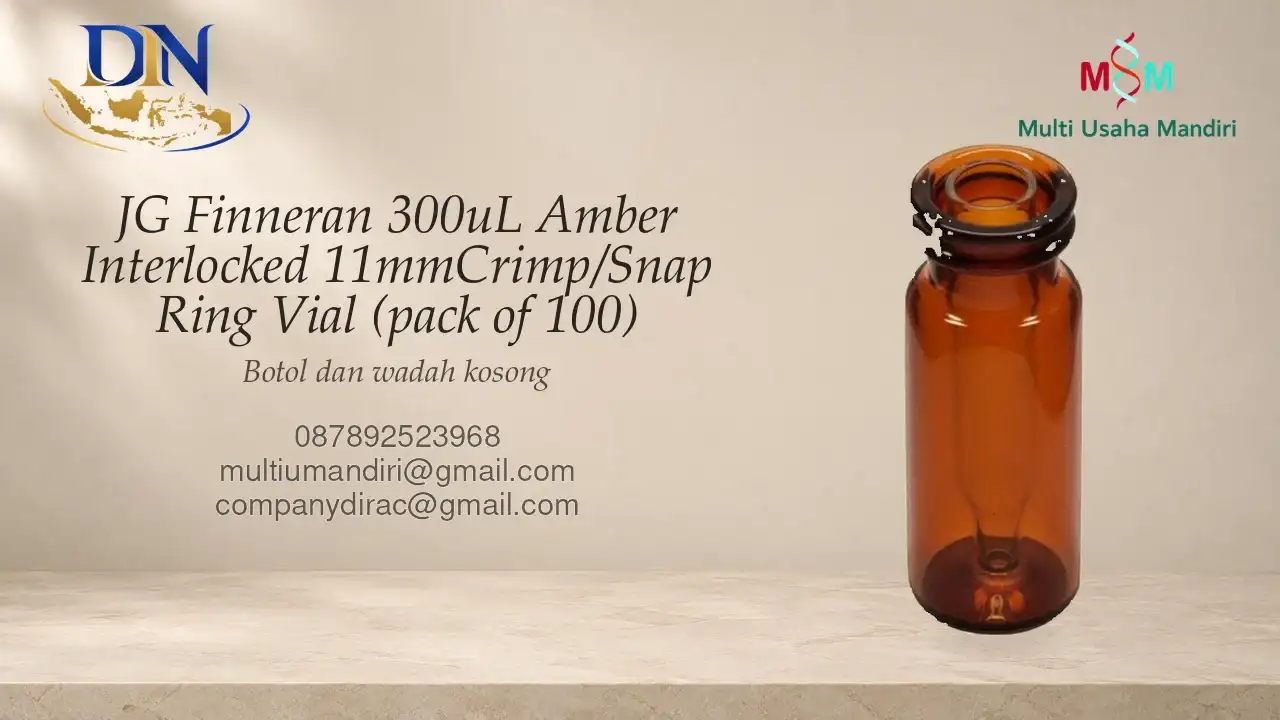 DIN
MSM
Multi Usaha Mandiri
JG Finneran 300uL Amber
Interlocked 11mmCrimp/Snap
Ring Vial (pack of 100)
Botol dan wadah kosong
087892523968
multiumandiri@gmail.com
companydirac@gmail.com